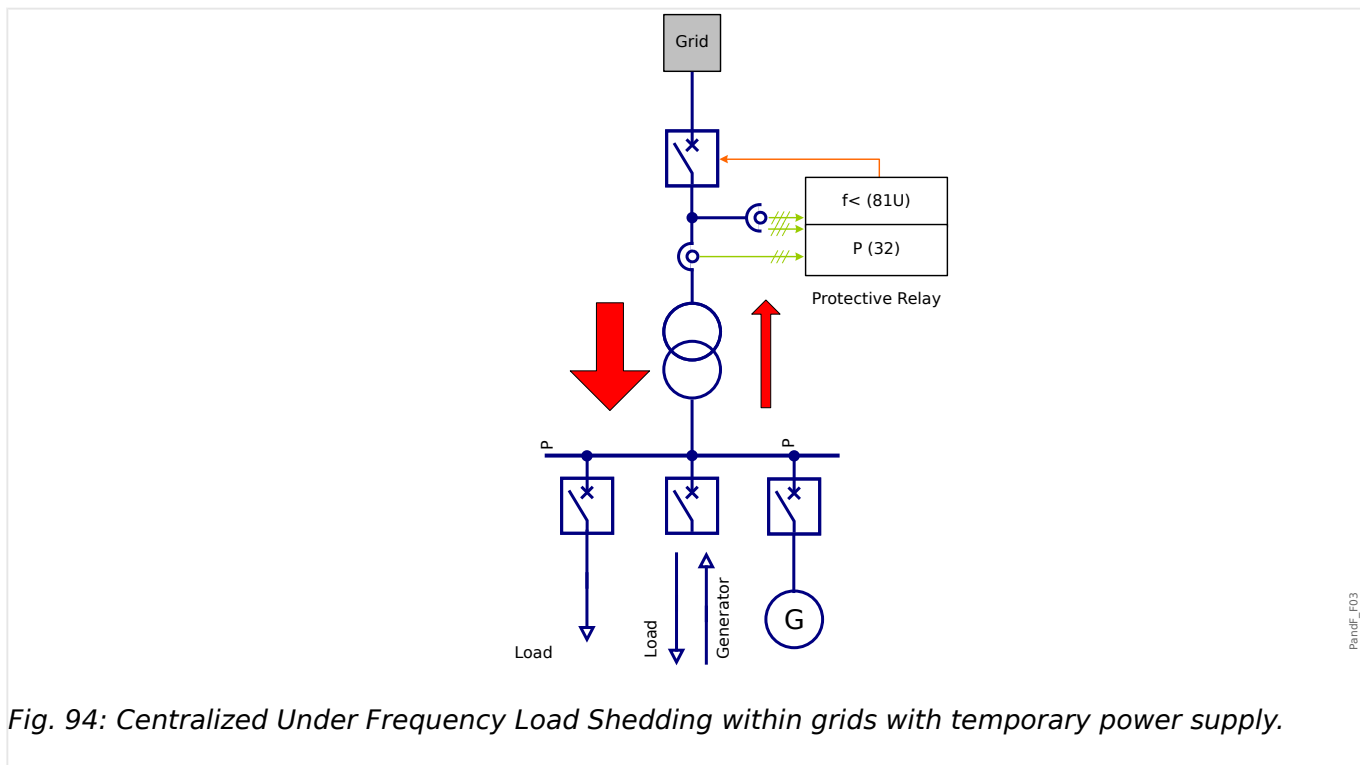 Grid
f< (81U)
P (32)
Protective Relay
P
P
Load
Load
Generator
G
PandF_F03
Fig. 94: Centralized Under Frequency Load Shedding within grids with temporary power supply.